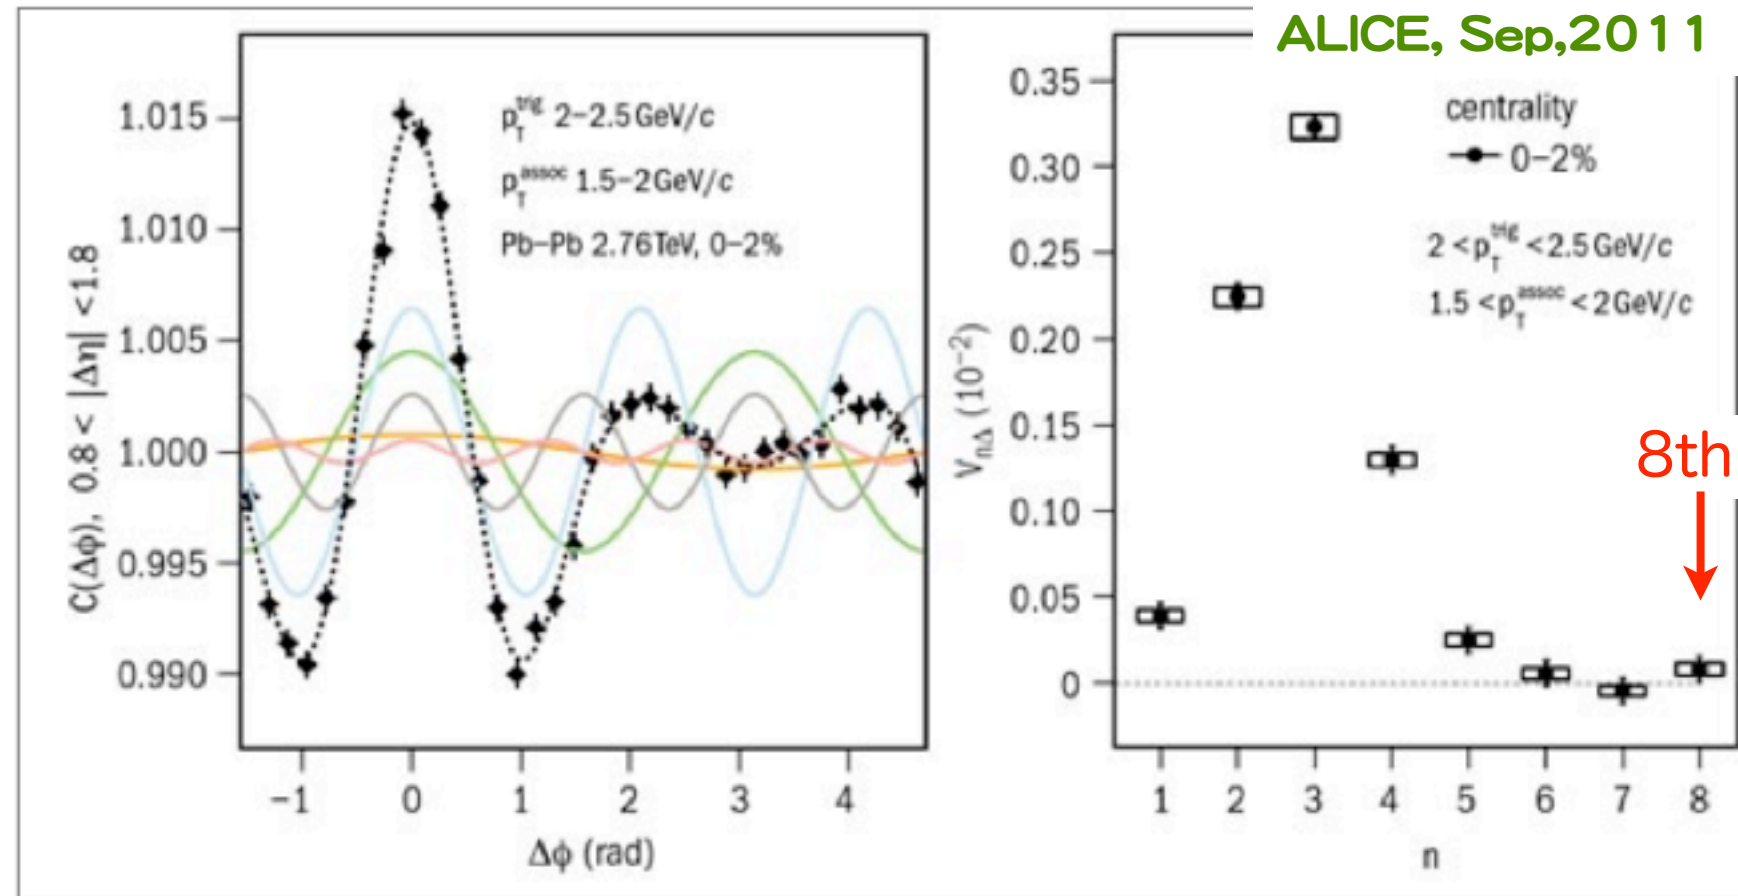 ALICE, Sep,2011
C(Δϕ), 0.8 < |Δη| <1.8
1.015
1.010
1.005
1.000
0.995
0.990
p_T^trig 2–2.5 GeV/c
p_T^assoc 1.5–2 GeV/c
Pb–Pb 2.76 TeV, 0–2%
−1 0 1 2 3 4
Δϕ (rad)
V_nΔ (10⁻²)
0.35
0.30
0.25
0.20
0.15
0.10
0.05
0
centrality
0–2%
2 <p_T^trig <2.5 GeV/c
1.5 <p_T^assoc <2 GeV/c
8th
1 2 3 4 5 6 7 8
n